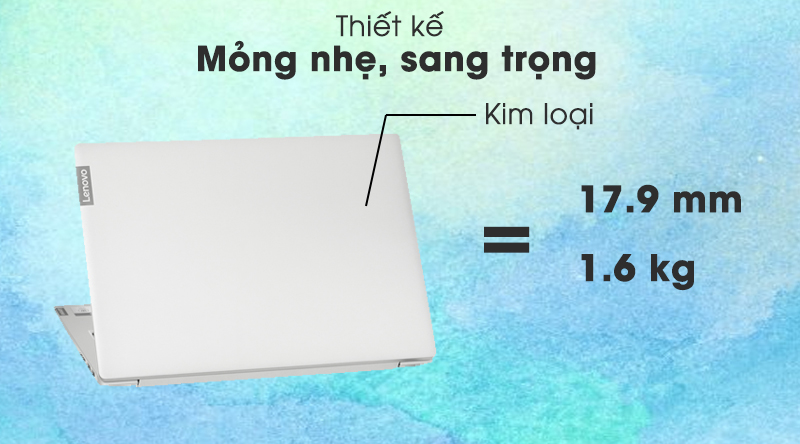 Thiết kế
Mỏng nhẹ, sang trọng
Kim loại
Lenovo
=
17.9 mm
1.6 kg